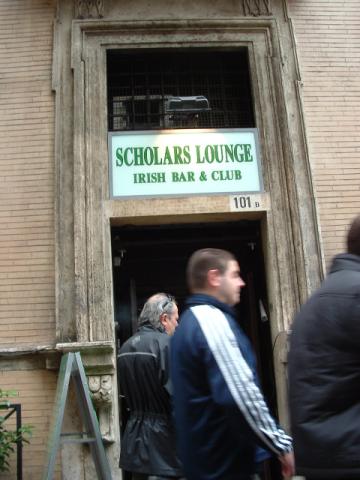 SCHOLARS LOUNGE
IRISH BAR & CLUB
101 B